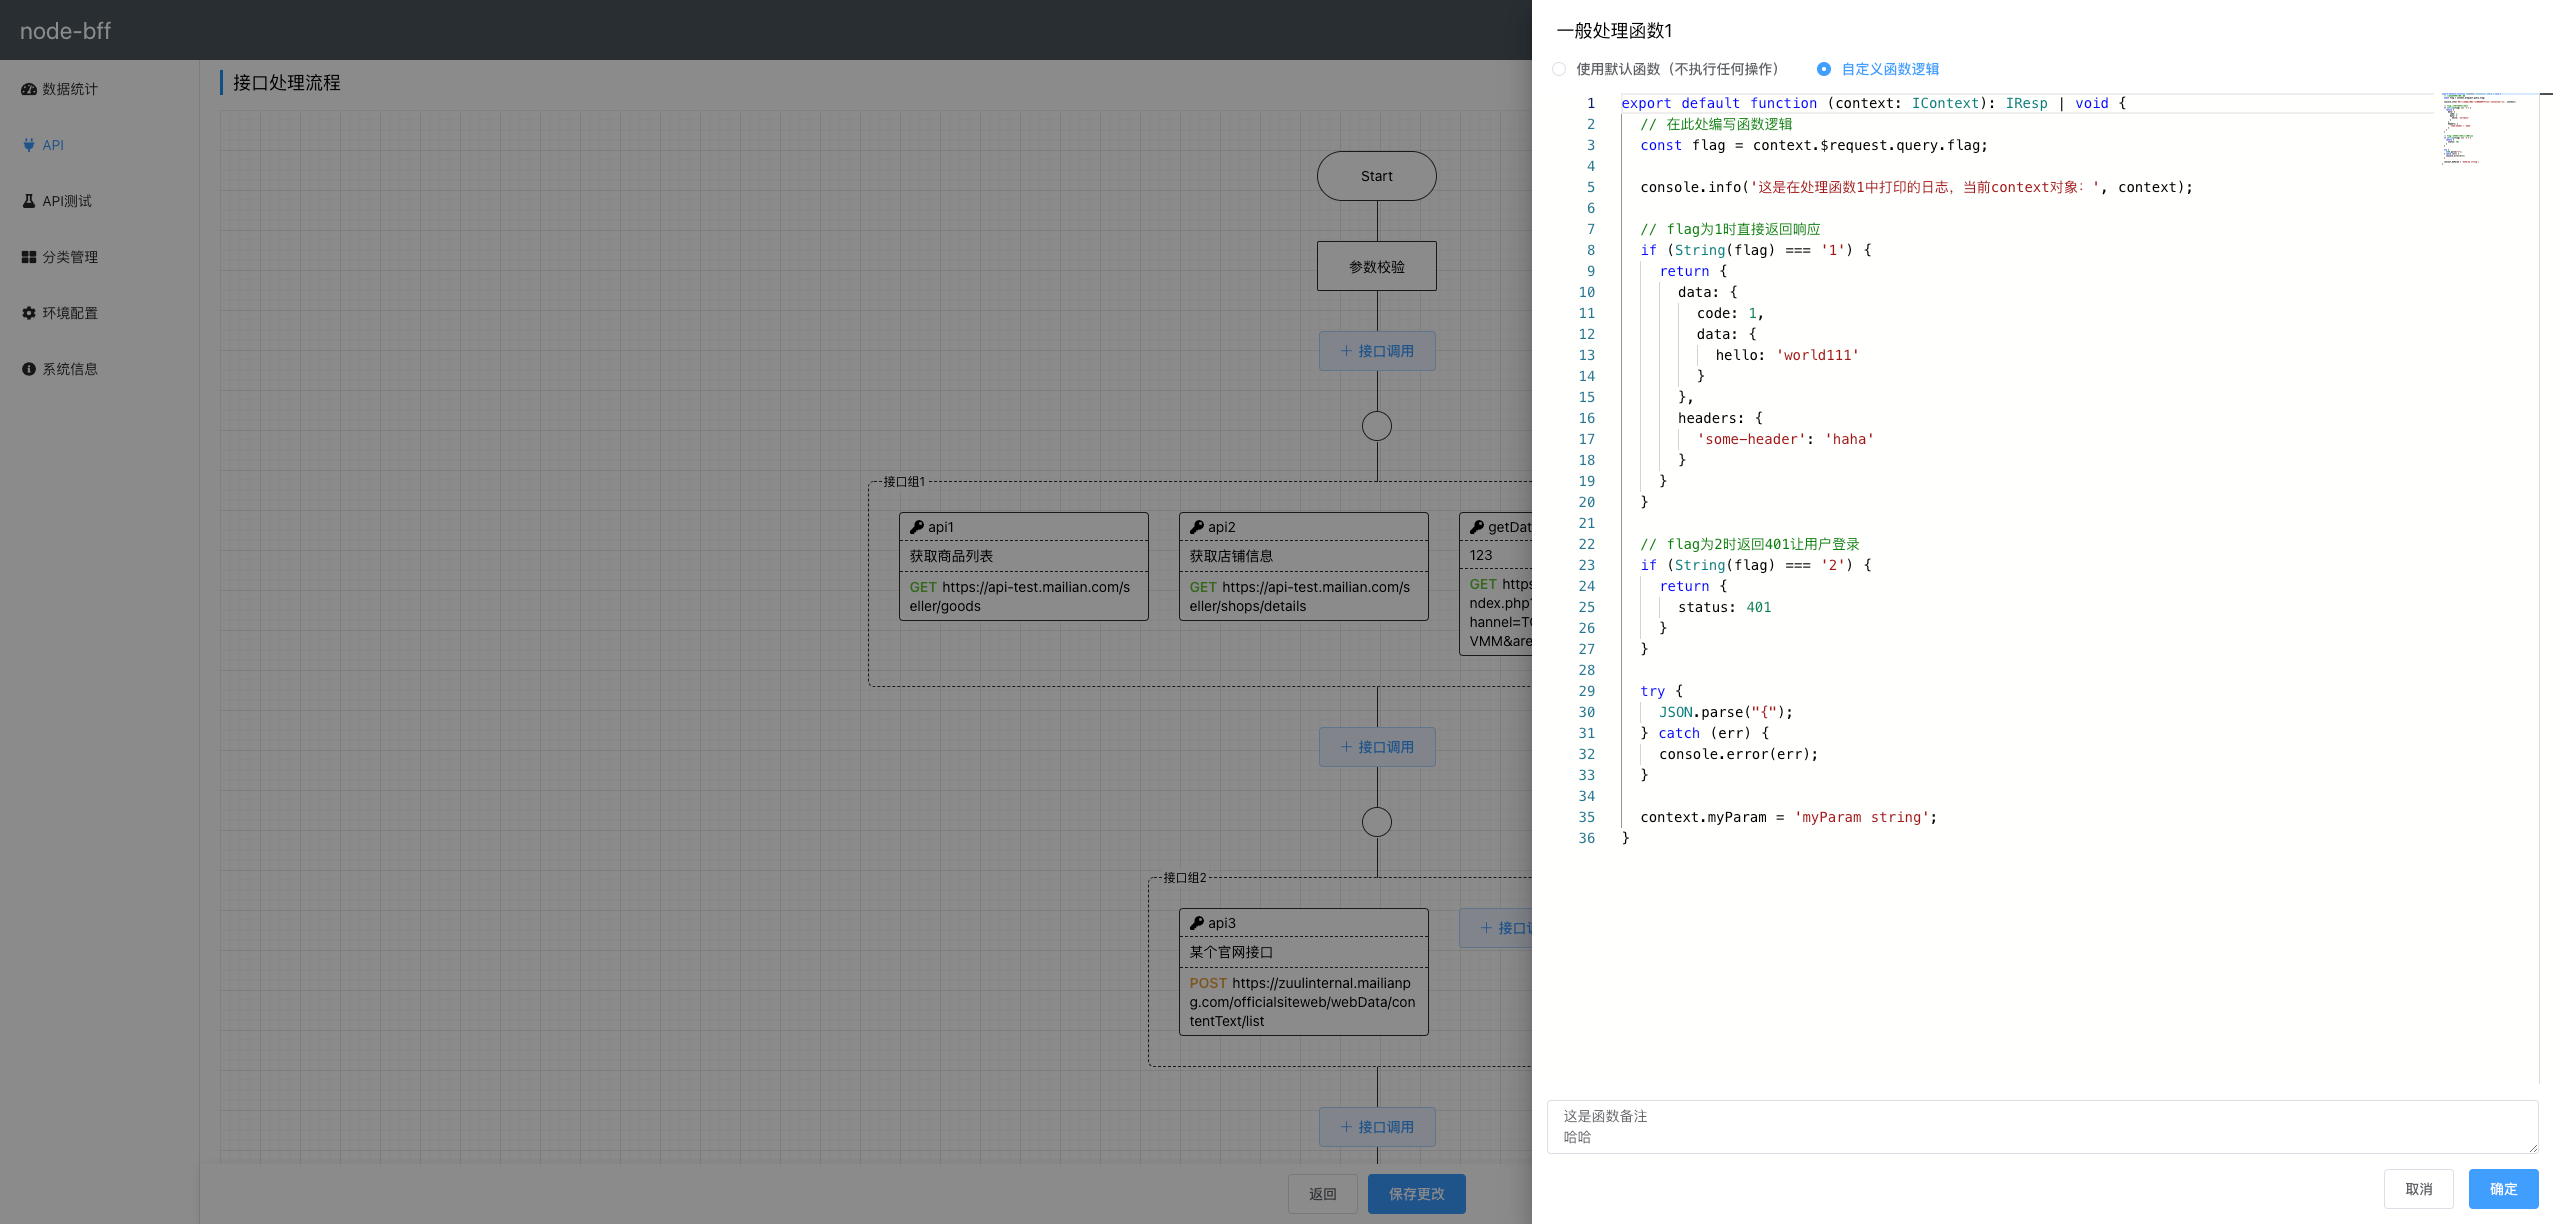 node-bff
数据统计
API
API测试
分类管理
环境配置
系统信息
接口处理流程
Start
参数校验
接口调用
接口组1
api1
获取商品列表
GET https://api-test.mailian.com/s
eller/goods
api2
获取店铺信息
GET https://api-test.mailian.com/s
eller/shops/details
getDat
123
GET https
ndex.php?
hannel=TO
VMM&are
接口调用
接口组2
api3
某个官网接口
POST https://zuulinternal.mailianp
g.com/officialsiteweb/webData/con
tentText/list
接口调
接口调用
返回
保存更改
一般处理函数1
使用默认函数（不执行任何操作）
自定义函数逻辑
1 export default function (context: IContext): IResp | void {
2 // 在此处编写函数逻辑
3 const flag = context.$request.query.flag;
4
5 console.info('这是在处理函数1中打印的日志，当前context对象：', context);
6
7 // flag为1时直接返回响应
8 if (String(flag) === '1') {
9 return {
10 data: {
11 code: 1,
12 data: {
13 hello: 'world111'
14 }
15 },
16 headers: {
17 'some-header': 'haha'
18 }
19 }
20 }
21
22 // flag为2时返回401让用户登录
23 if (String(flag) === '2') {
24 return {
25 status: 401
26 }
27 }
28
29 try {
30 JSON.parse("{");
31 } catch (err) {
32 console.error(err);
33 }
34
35 context.myParam = 'myParam string';
36 }
这是函数备注
哈哈
取消
确定